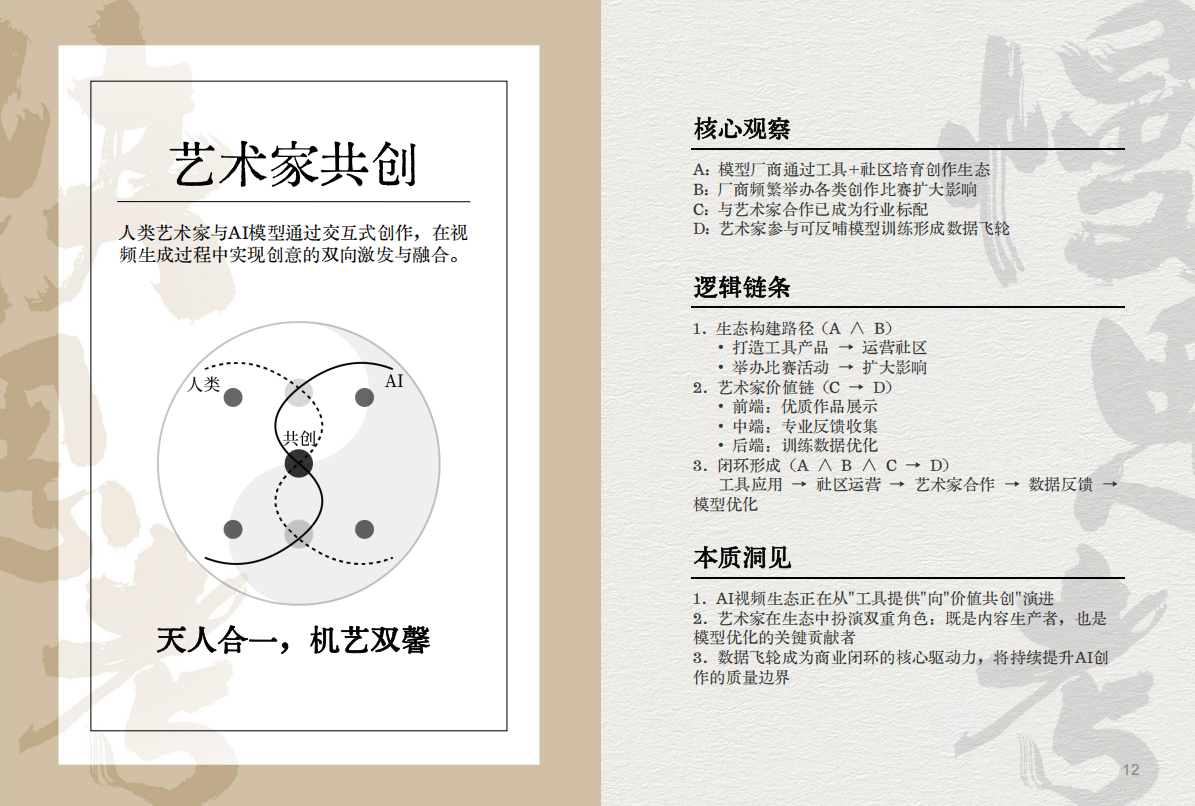 艺术家共创
人类艺术家与AI模型通过交互式创作，在视
频生成过程中实现创意的双向激发与融合。
人类
AI
共创
天人合一，机艺双馨
核心观察
A: 模型厂商通过工具+社区培育创作生态
B: 厂商频繁举办各类创作比赛扩大影响
C: 与艺术家合作已成为行业标配
D: 艺术家参与可反哺模型训练形成数据飞轮
逻辑链条
1. 生态构建路径（A ∧ B）
• 打造工具产品 → 运营社区
• 举办比赛活动 → 扩大影响
2. 艺术家价值链（C → D）
• 前端：优质作品展示
• 中端：专业反馈收集
• 后端：训练数据优化
3. 闭环形成（A ∧ B ∧ C → D）
工具应用 → 社区运营 → 艺术家合作 → 数据反馈 →
模型优化
本质洞见
1. AI视频生态正在从"工具提供"向"价值共创"演进
2. 艺术家在生态中扮演双重角色：既是内容生产者，也是
模型优化的关键贡献者
3. 数据飞轮成为商业闭环的核心驱动力，将持续提升AI创
作的质量边界
慢思考
12